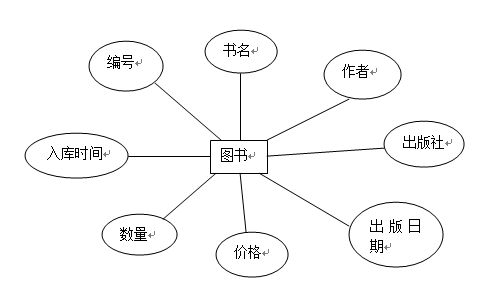 书名
编号
作者
入库时间
图书
出版社
数量
价格
出 版 日
期